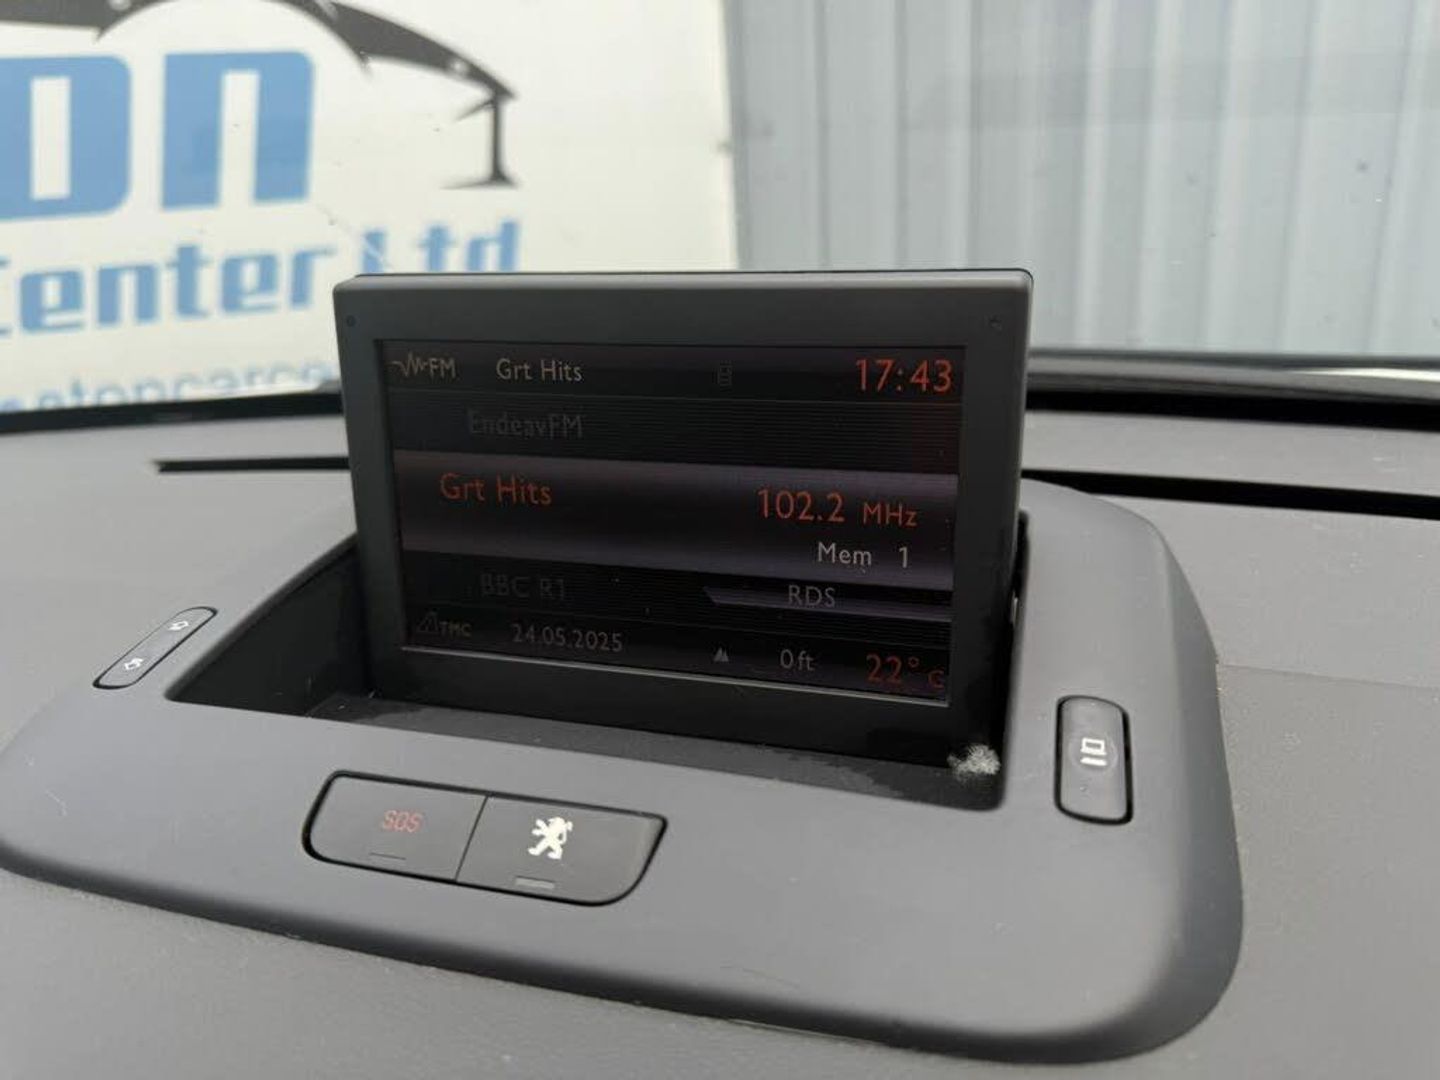 on
Center Ltd
FM Grt Hits 17:43
EndeavFM
Grt Hits 102.2 MHz
Mem 1
BBC R1 RDS
TMC 24.05.2025 0ft 22°C
SOS